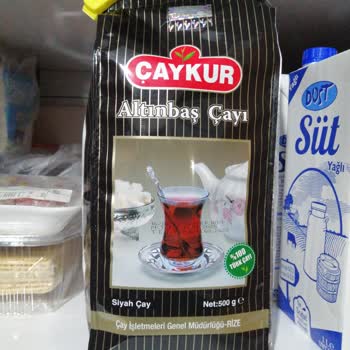 ÇAYKUR
Altınbaş Çayı
%100
TÜRK ÇAYI
Siyah Çay
Net:500 g e
Çay İşletmeleri Genel Müdürlüğü-RİZE
DOST
Süt
Yağlı